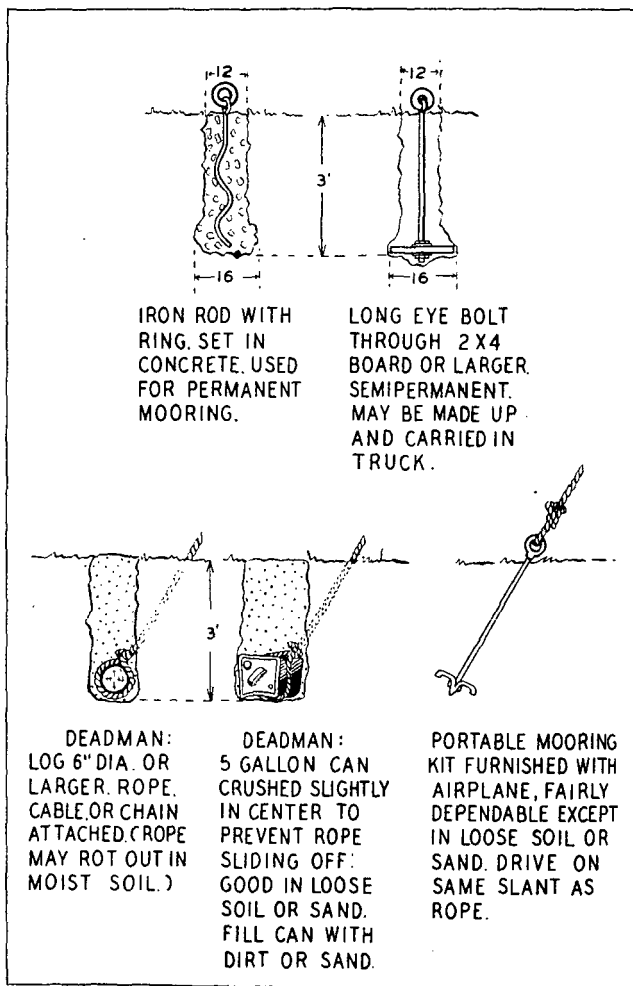 12
12
3'
16
16
IRON ROD WITH
RING. SET IN
CONCRETE. USED
FOR PERMANENT
MOORING.
LONG EYE BOLT
THROUGH 2X4
BOARD OR LARGER.
SEMIPERMANENT.
MAY BE MADE UP
AND CARRIED IN
TRUCK.
3'
DEADMAN:
LOG 6" DIA. OR
LARGER. ROPE,
CABLE, OR CHAIN
ATTACHED. (ROPE
MAY ROT OUT IN
MOIST SOIL.)
DEADMAN:
5 GALLON CAN
CRUSHED SLIGHTLY
IN CENTER TO
PREVENT ROPE
SLIDING OFF:
GOOD IN LOOSE
SOIL OR SAND.
FILL CAN WITH
DIRT OR SAND.
PORTABLE MOORING
KIT FURNISHED WITH
AIRPLANE, FAIRLY
DEPENDABLE EXCEPT
IN LOOSE SOIL OR
SAND. DRIVE ON
SAME SLANT AS
ROPE.